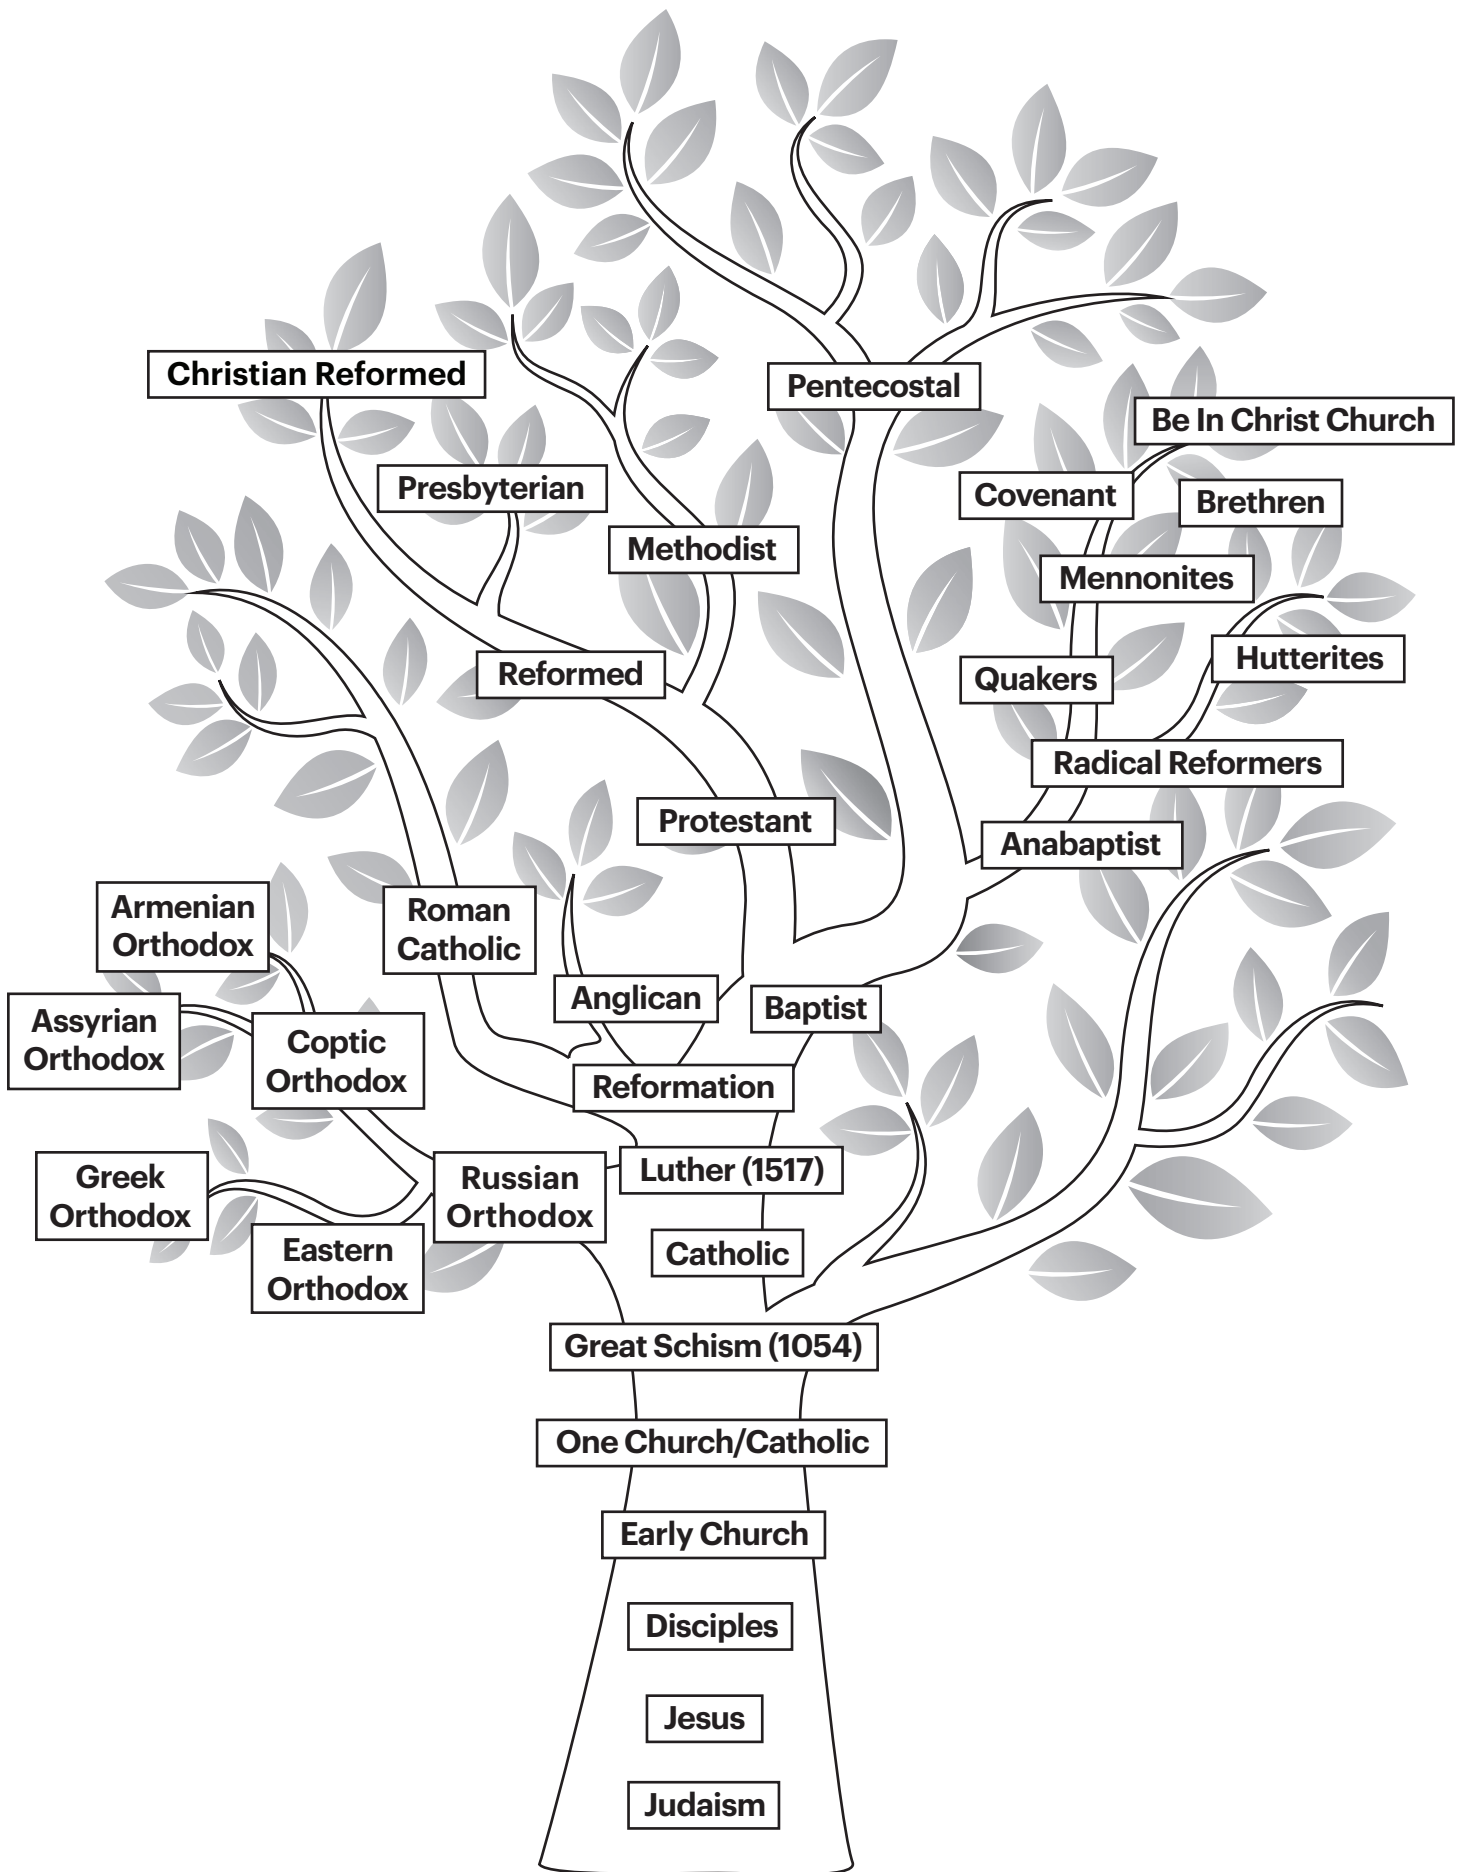 Christian Reformed
Pentecostal
Be In Christ Church
Presbyterian
Covenant
Brethren
Methodist
Mennonites
Reformed
Quakers
Hutterites
Radical Reformers
Protestant
Anabaptist
Armenian
Orthodox
Roman
Catholic
Anglican
Baptist
Assyrian
Orthodox
Coptic
Orthodox
Reformation
Greek
Orthodox
Russian
Orthodox
Luther (1517)
Eastern
Orthodox
Catholic
Great Schism (1054)
One Church/Catholic
Early Church
Disciples
Jesus
Judaism